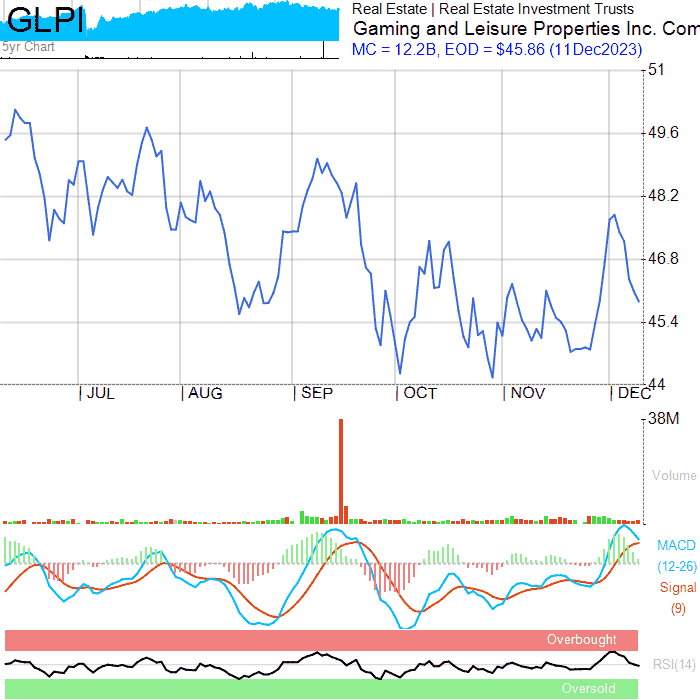 GLPI
5yr Chart
Real Estate | Real Estate Investment Trusts
Gaming and Leisure Properties Inc. Com
MC = 12.2B, EOD = $45.86 (11Dec2023)
51
49.6
48.2
46.8
45.4
44
JUL
AUG
SEP
OCT
NOV
DEC
38M
Volume
MACD
(12-26)
Signal
(9)
Overbought
RSI(14)
Oversold